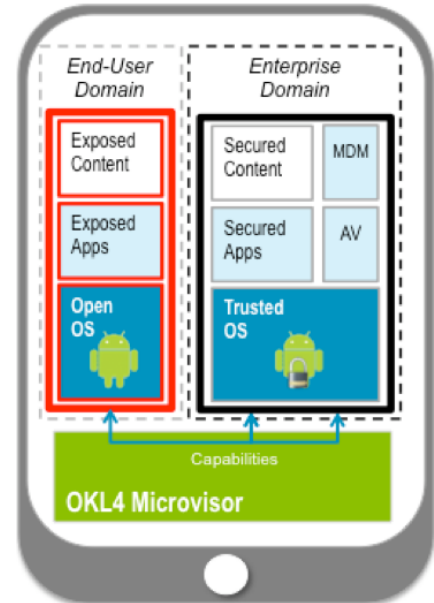 End-User
Domain
Enterprise
Domain
Exposed
Content
Secured
Content
MDM
Exposed
Apps
Secured
Apps
AV
Open
OS
Trusted
OS
Capabilities
OKL4 Microvisor